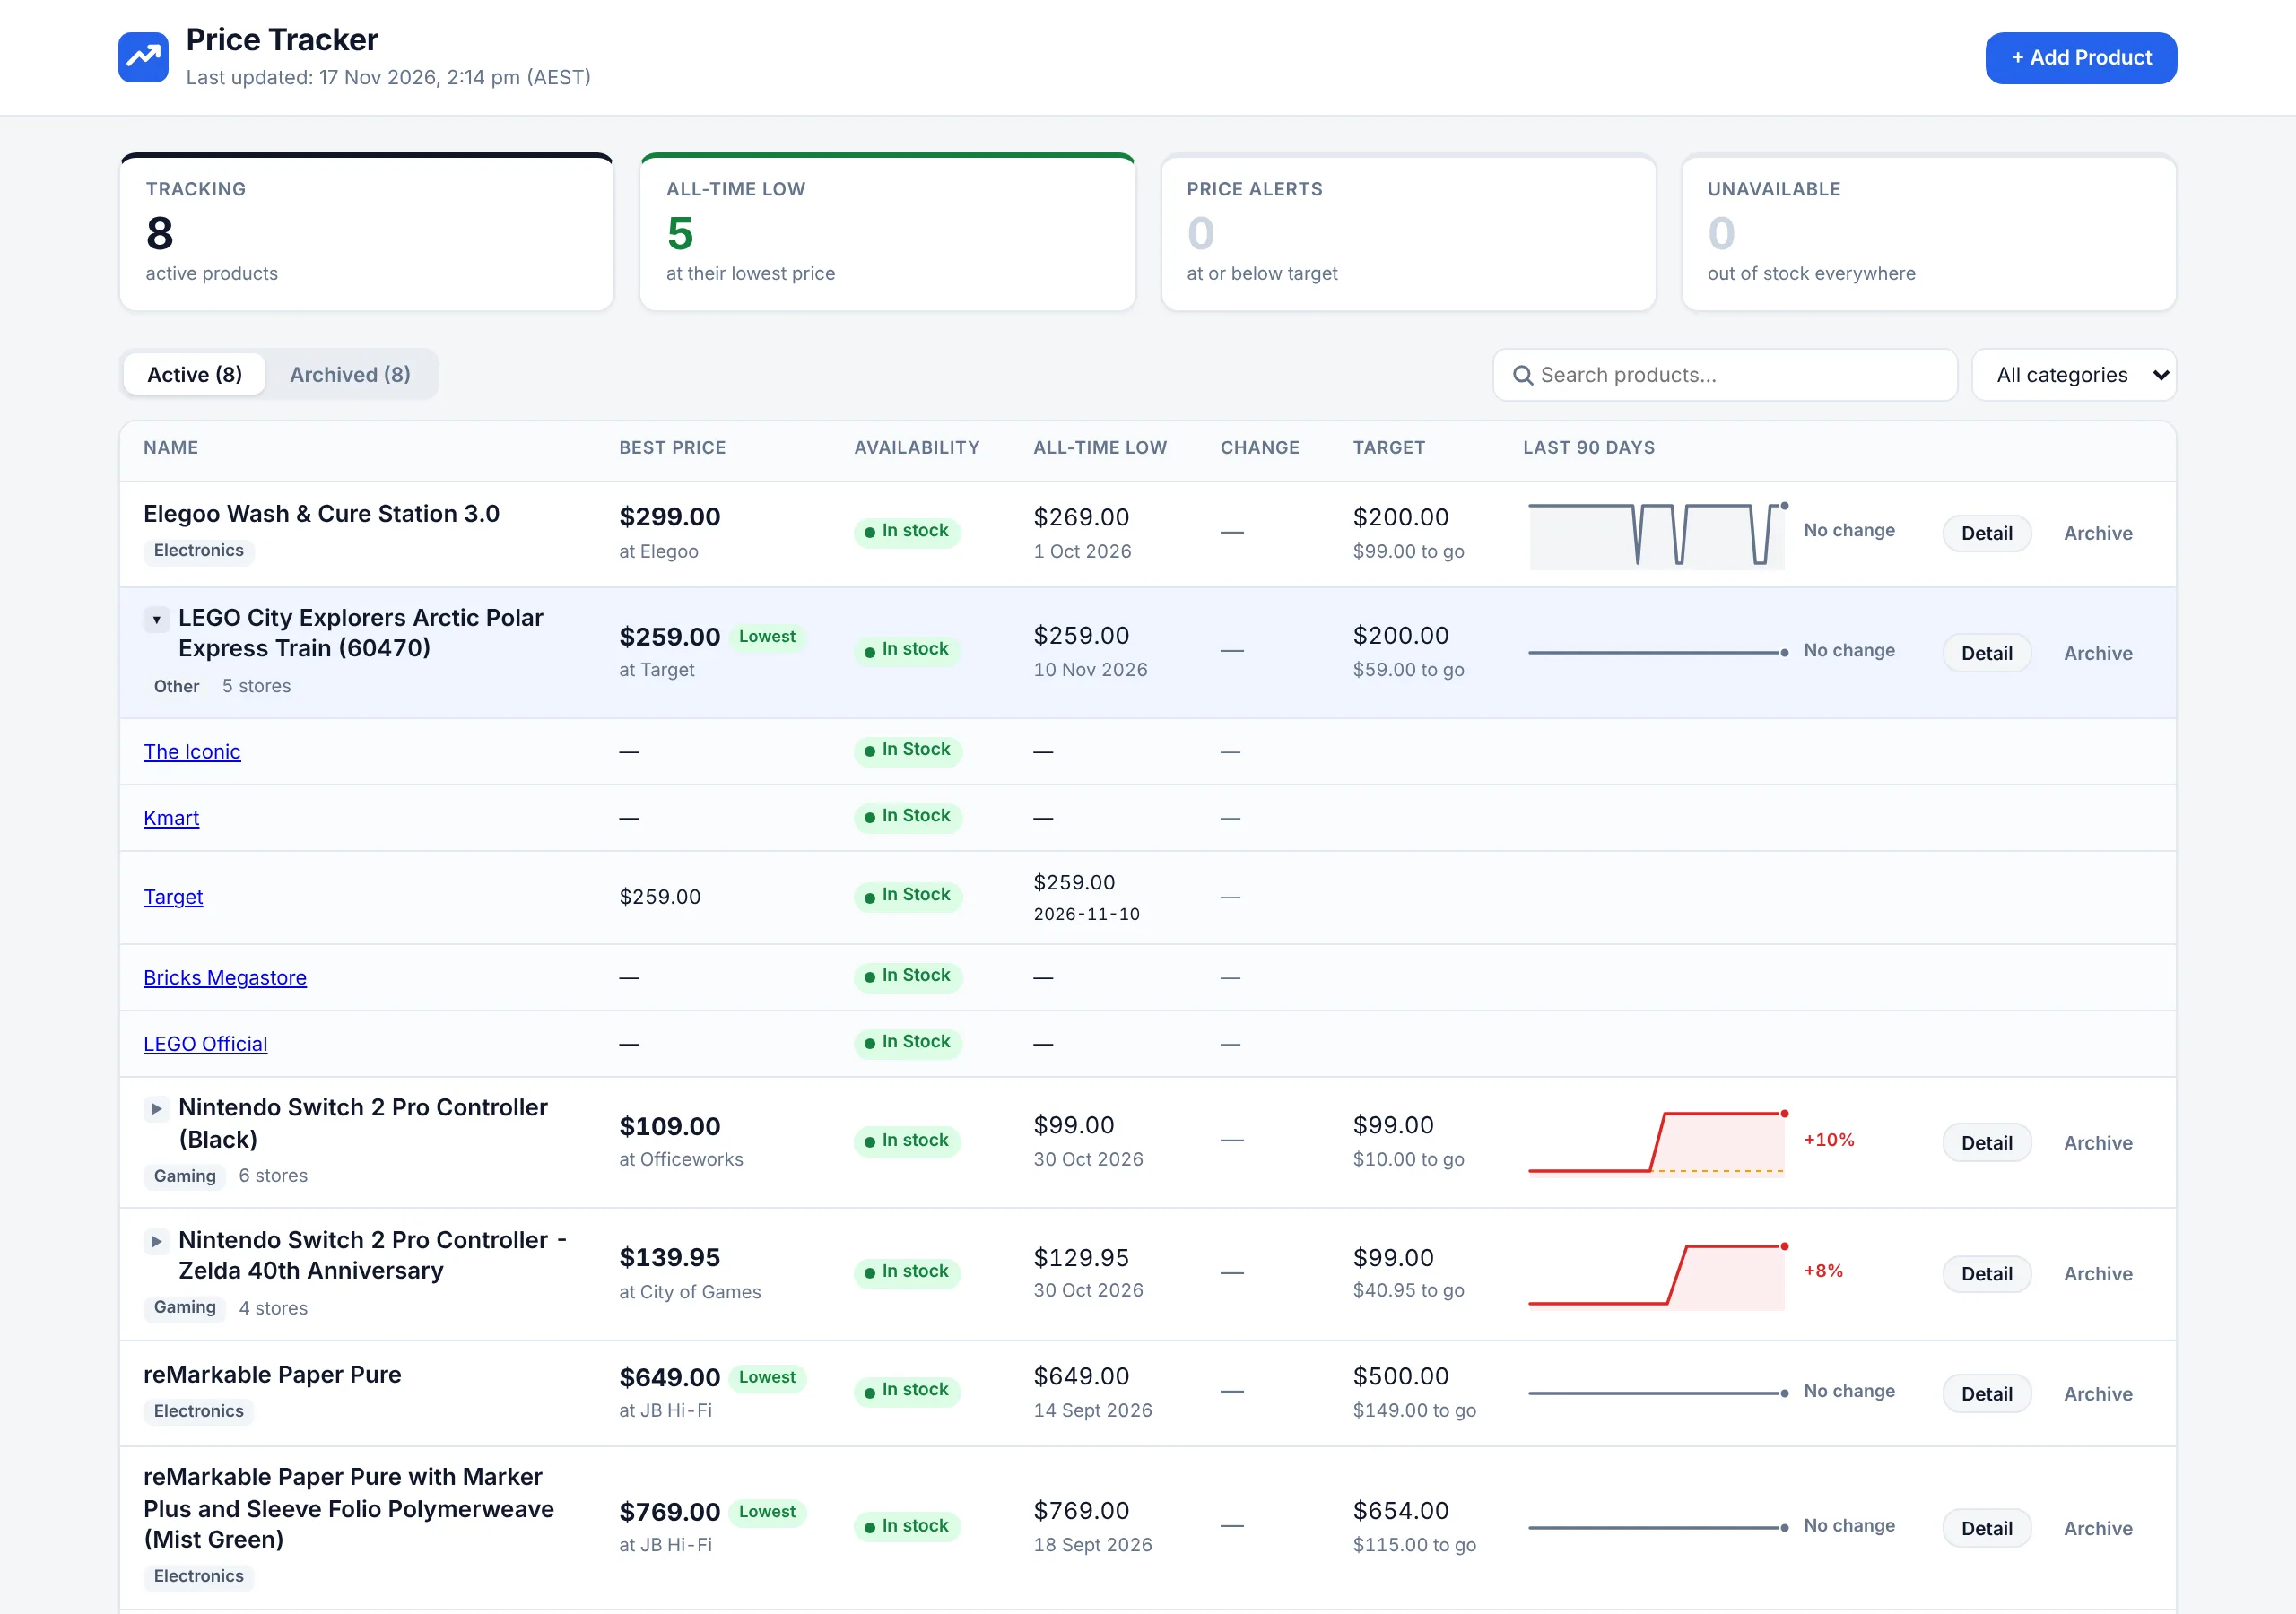 Price Tracker
Last updated: 17 Nov 2026, 2:14 pm (AEST)
+ Add Product
TRACKING
8
active products
ALL-TIME LOW
5
at their lowest price
PRICE ALERTS
0
at or below target
UNAVAILABLE
0
out of stock everywhere
Active (8) Archived (8)
Search products... All categories
NAME BEST PRICE AVAILABILITY ALL-TIME LOW CHANGE TARGET LAST 90 DAYS
Elegoo Wash & Cure Station 3.0
Electronics
$299.00
at Elegoo
In stock
$269.00
1 Oct 2026
—
$200.00
$99.00 to go
No change
Detail Archive
LEGO City Explorers Arctic Polar
Express Train (60470)
Other 5 stores
$259.00 Lowest
at Target
In stock
$259.00
10 Nov 2026
—
$200.00
$59.00 to go
No change
Detail Archive
The Iconic — In Stock — —
Kmart — In Stock — —
Target $259.00 In Stock
$259.00
2026-11-10
—
Bricks Megastore — In Stock — —
LEGO Official — In Stock — —
Nintendo Switch 2 Pro Controller
(Black)
Gaming 6 stores
$109.00
at Officeworks
In stock
$99.00
30 Oct 2026
—
$99.00
$10.00 to go
+10%
Detail Archive
Nintendo Switch 2 Pro Controller -
Zelda 40th Anniversary
Gaming 4 stores
$139.95
at City of Games
In stock
$129.95
30 Oct 2026
—
$99.00
$40.95 to go
+8%
Detail Archive
reMarkable Paper Pure
Electronics
$649.00 Lowest
at JB Hi-Fi
In stock
$649.00
14 Sept 2026
—
$500.00
$149.00 to go
No change
Detail Archive
reMarkable Paper Pure with Marker
Plus and Sleeve Folio Polymerweave
(Mist Green)
Electronics
$769.00 Lowest
at JB Hi-Fi
In stock
$769.00
18 Sept 2026
—
$654.00
$115.00 to go
No change
Detail Archive